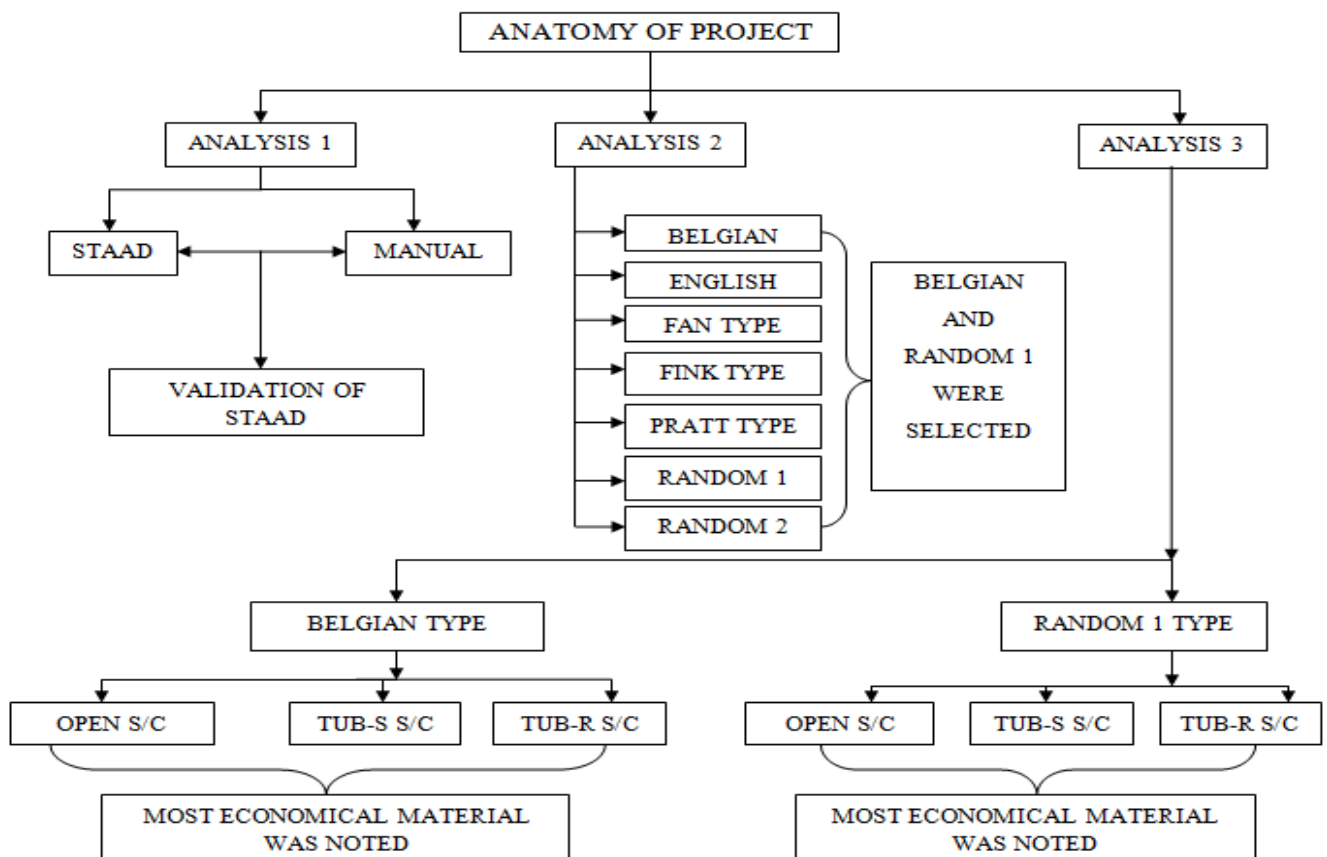 ANATOMY OF PROJECT
ANALYSIS 1
ANALYSIS 2
ANALYSIS 3
STAAD
MANUAL
VALIDATION OF
STAAD
BELGIAN
ENGLISH
FAN TYPE
FINK TYPE
PRATT TYPE
RANDOM 1
RANDOM 2
BELGIAN
AND
RANDOM 1
WERE
SELECTED
BELGIAN TYPE
RANDOM 1 TYPE
OPEN S/C
TUB-S S/C
TUB-R S/C
OPEN S/C
TUB-S S/C
TUB-R S/C
MOST ECONOMICAL MATERIAL
WAS NOTED
MOST ECONOMICAL MATERIAL
WAS NOTED